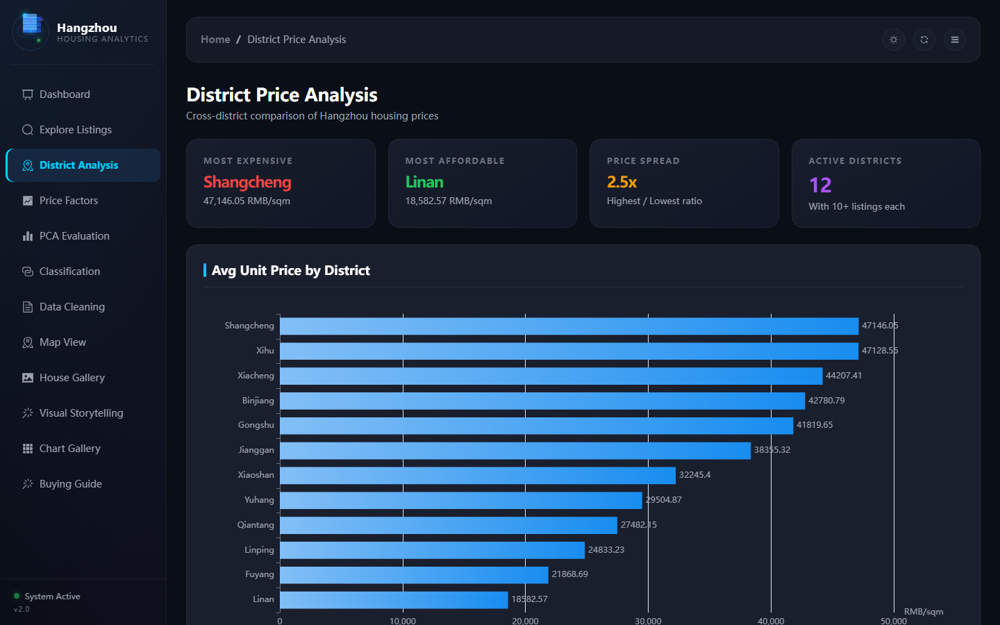 Hangzhou
HOUSING ANALYTICS
Dashboard
Explore Listings
District Analysis
Price Factors
PCA Evaluation
Classification
Data Cleaning
Map View
House Gallery
Visual Storytelling
Chart Gallery
Buying Guide
System Active
v2.0
Home / District Price Analysis
District Price Analysis
Cross-district comparison of Hangzhou housing prices
MOST EXPENSIVE
Shangcheng
47,146.05 RMB/sqm
MOST AFFORDABLE
Linan
18,582.57 RMB/sqm
PRICE SPREAD
2.5x
Highest / Lowest ratio
ACTIVE DISTRICTS
12
With 10+ listings each
Avg Unit Price by District
Shangcheng 47146.05
Xihu 47128.56
Xiacheng 44207.41
Binjiang 42780.79
Gongshu 41819.65
Jianggan 38355.32
Xiaoshan 32245.4
Yuhang 29504.87
Qiantang 27482.15
Linping 24833.23
Fuyang 21868.69
Linan 18582.57
RMB/sqm
0 10,000 20,000 30,000 40,000 50,000